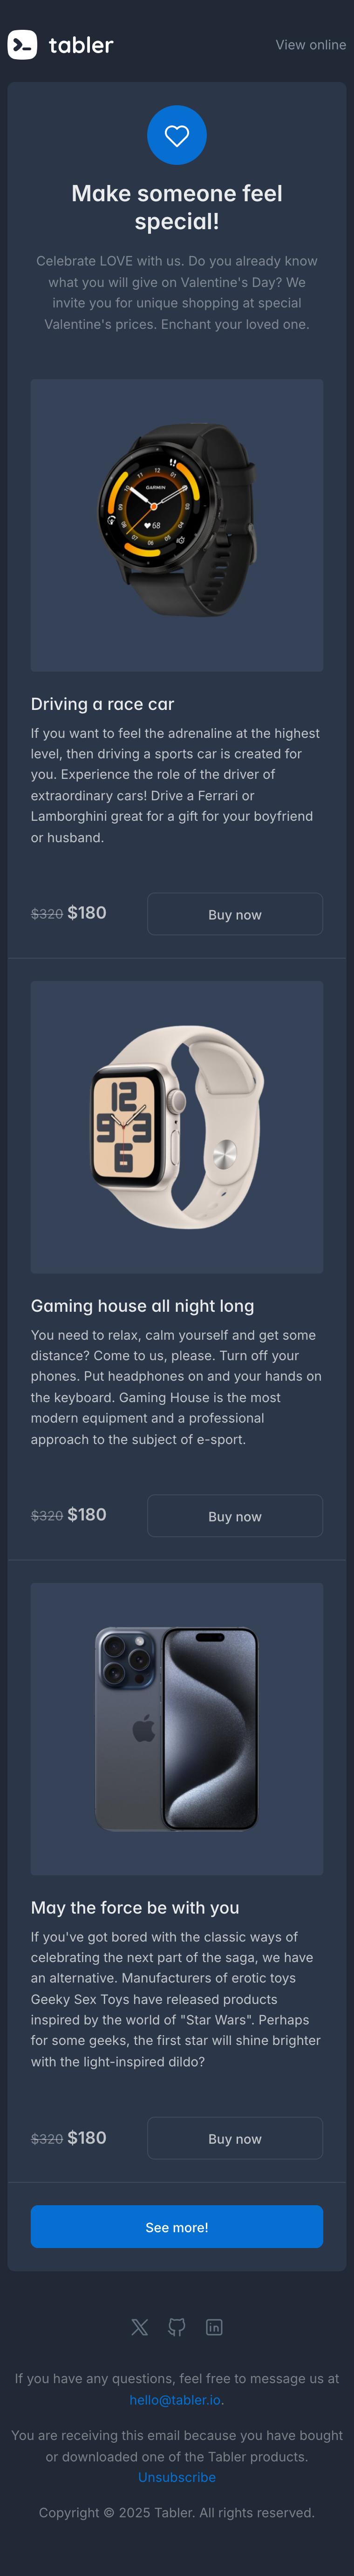 tabler
View online
Make someone feel
special!
Celebrate LOVE with us. Do you already know
what you will give on Valentine's Day? We
invite you for unique shopping at special
Valentine's prices. Enchant your loved one.
12
GARMIN
68
Driving a race car
If you want to feel the adrenaline at the highest
level, then driving a sports car is created for
you. Experience the role of the driver of
extraordinary cars! Drive a Ferrari or
Lamborghini great for a gift for your boyfriend
or husband.
$320 $180
Buy now
12
9 3
6
Gaming house all night long
You need to relax, calm yourself and get some
distance? Come to us, please. Turn off your
phones. Put headphones on and your hands on
the keyboard. Gaming House is the most
modern equipment and a professional
approach to the subject of e-sport.
$320 $180
Buy now
May the force be with you
If you've got bored with the classic ways of
celebrating the next part of the saga, we have
an alternative. Manufacturers of erotic toys
Geeky Sex Toys have released products
inspired by the world of "Star Wars". Perhaps
for some geeks, the first star will shine brighter
with the light-inspired dildo?
$320 $180
Buy now
See more!
If you have any questions, feel free to message us at
hello@tabler.io.
You are receiving this email because you have bought
or downloaded one of the Tabler products.
Unsubscribe
Copyright © 2025 Tabler. All rights reserved.